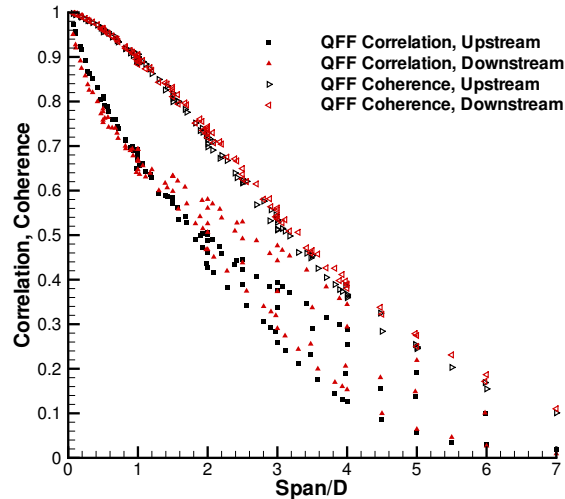 QFF Correlation, Upstream
QFF Correlation, Downstream
QFF Coherence, Upstream
QFF Coherence, Downstream
Correlation, Coherence
1
0.9
0.8
0.7
0.6
0.5
0.4
0.3
0.2
0.1
0
0 1 2 3 4 5 6 7
Span/D